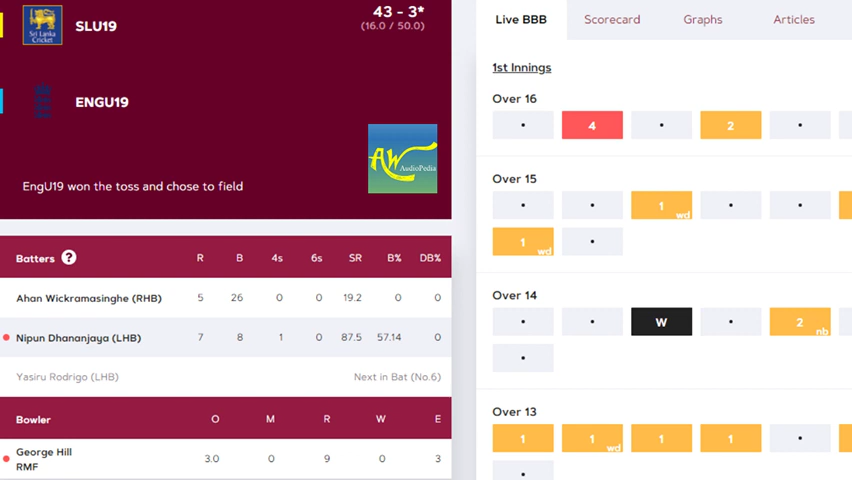 SLU19
43 - 3*
(16.0 / 50.0)
Sri Lanka
Cricket
ENGU19
AW
AudioPedia
EngU19 won the toss and chose to field
Batters ? R B 4s 6s SR B% DB%
Ahan Wickramasinghe (RHB) 5 26 0 0 19.2 0 0
Nipun Dhananjaya (LHB) 7 8 1 0 87.5 57.14 0
Yasiru Rodrigo (LHB) Next in Bat (No.6)
Bowler O M R W E
George Hill
RMF
3.0 0 9 0 3
Live BBB Scorecard Graphs Articles
1st Innings
Over 16
• 4 • 2 •
Over 15
• • 1 wd • •
1 wd •
Over 14
• • W • 2 nb
•
Over 13
1 1 wd 1 1 •
•